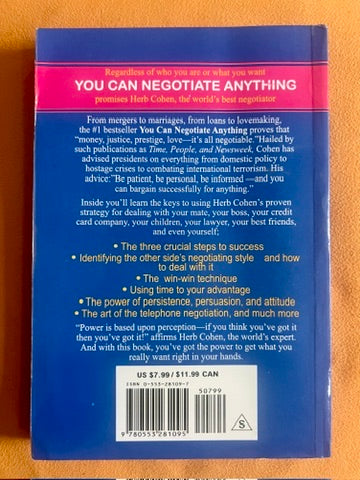 Regardless of who you are or what you want
YOU CAN NEGOTIATE ANYTHING
promises Herb Cohen, the world's best negotiator
From mergers to marriages, from loans to lovemaking,
the #1 bestseller You Can Negotiate Anything proves that
"money, justice, prestige, love—it's all negotiable."Hailed by
such publications as Time, People, and Newsweek, Cohen has
advised presidents on everything from domestic policy to
hostage crises to combating international terrorism. His
advice:"Be patient, be personal, be informed —and you
can bargain successfully for anything."
Inside you'll learn the keys to using Herb Cohen's proven
strategy for dealing with your mate, your boss, your credit
card company, your children, your lawyer, your best friends,
and even yourself;
• The three crucial steps to success
• Identifying the other side's negotiating style and how
to deal with it
• The win-win technique
• Using time to your advantage
• The power of persistence, persuasion, and attitude
• The art of the telephone negotiation, and much more
"Power is based upon perception—if you think you've got it
then you've got it!" affirms Herb Cohen, the world's expert.
And with this book, you've got the power to get what you
really want right in your hands.
US $7.99 / $11.99 CAN
ISBN 0-553-28109-7
50799
9 780553 281095
S